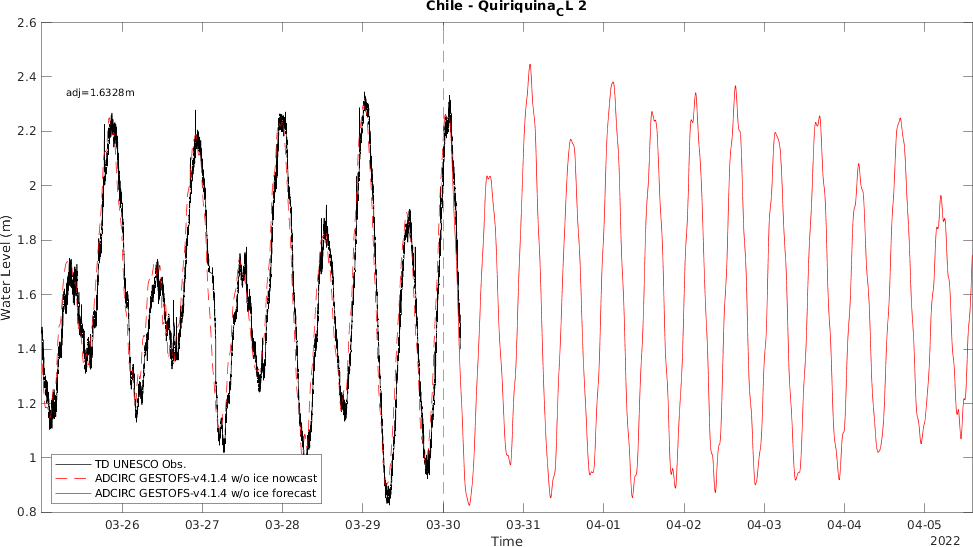 Chile - Quiriquina_CL 2
2.6
2.4
adj=1.6328m
2.2
2
1.8
1.6
1.4
1.2
1
0.8
Water Level (m)
TD UNESCO Obs.
ADCIRC GESTOFS-v4.1.4 w/o ice nowcast
ADCIRC GESTOFS-v4.1.4 w/o ice forecast
03-26 03-27 03-28 03-29 03-30 03-31 04-01 04-02 04-03 04-04 04-05
Time
2022